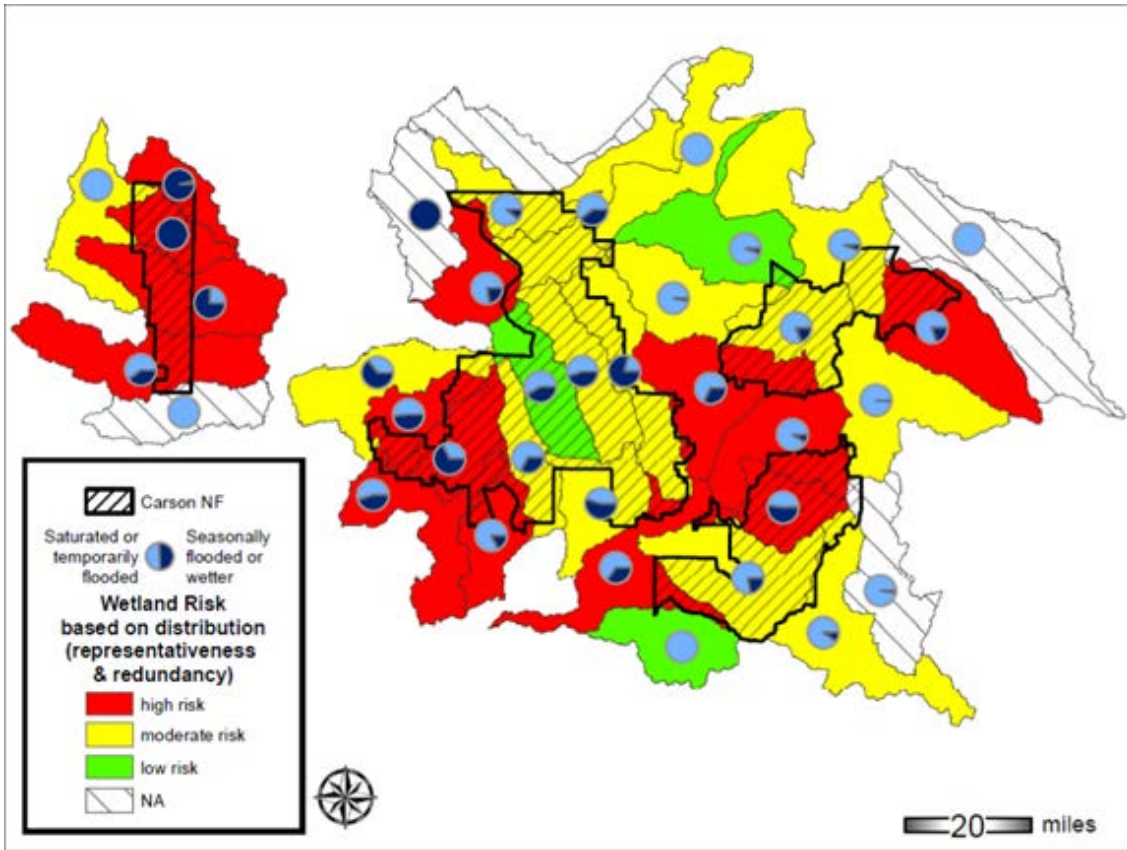 Carson NF
Saturated or
temporarily
flooded
Seasonally
flooded or
wetter
Wetland Risk
based on distribution
(representativeness
& redundancy)
high risk
moderate risk
low risk
NA
20 miles